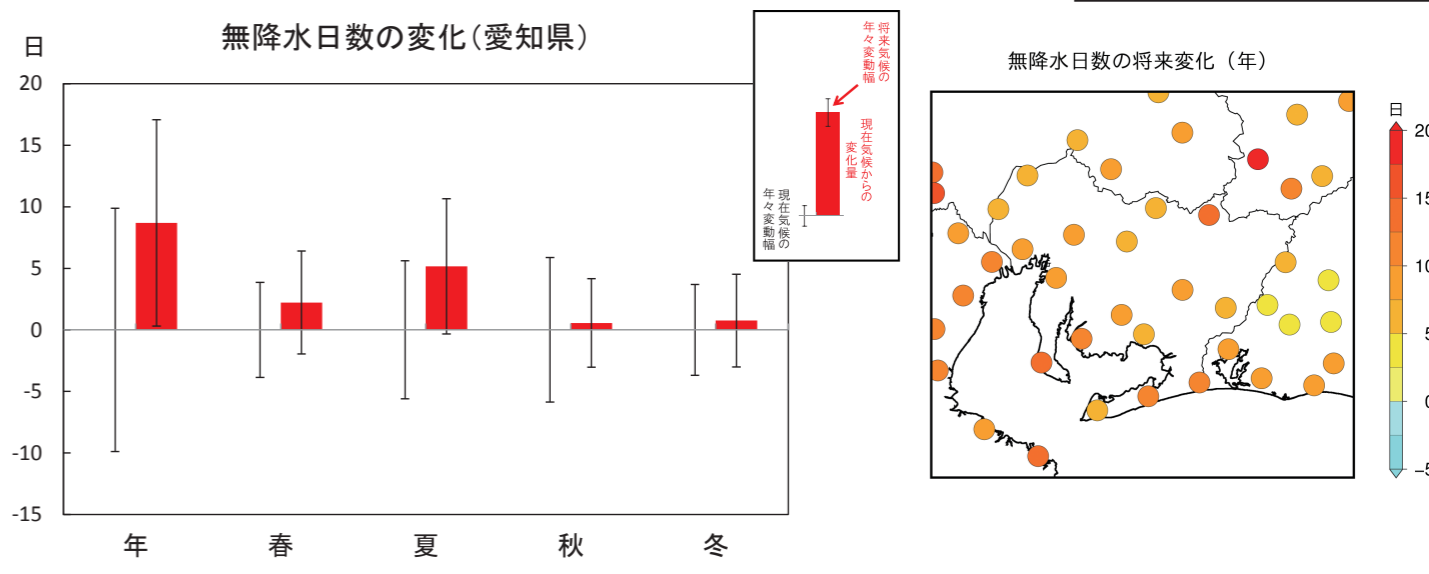 無降水日数の変化(愛知県)
日
20
15
10
5
0
-5
-10
-15
年
春
夏
秋
冬
将来気候の
年々変動幅
現在気候からの
変化量
現在気候の
年々変動幅
無降水日数の将来変化（年）
日
20
15
10
5
0
−5